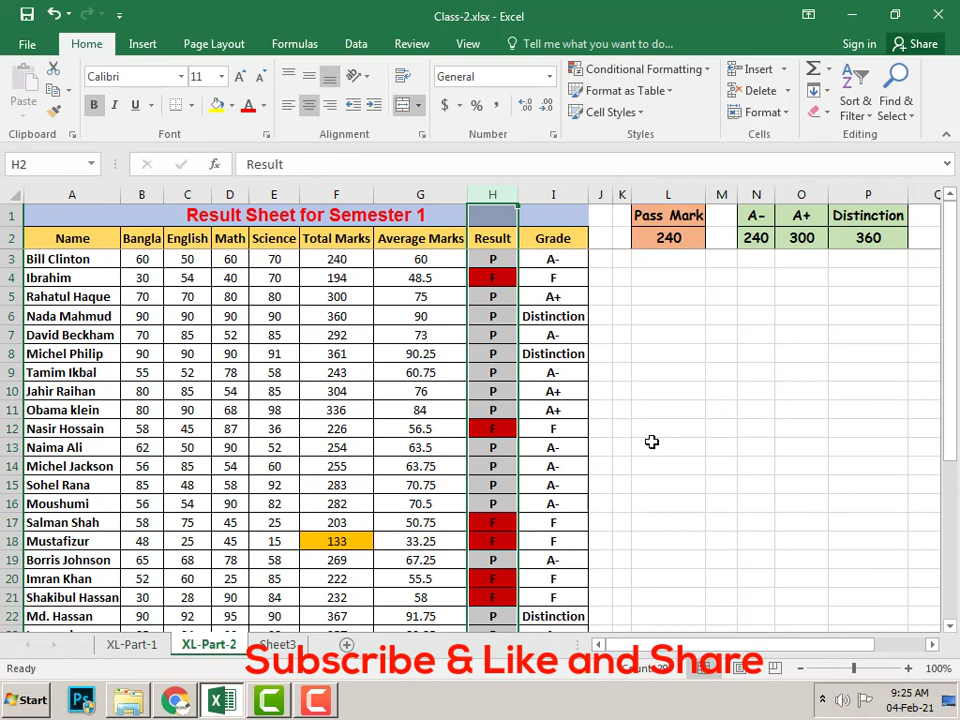 Class-2.xlsx - Excel
File Home Insert Page Layout Formulas Data Review View Tell me what you want to do... Sign in Share
Paste Calibri 11 General Conditional Formatting Format as Table Cell Styles Insert Delete Format Sort & Filter Find & Select
Clipboard Font Alignment Number Styles Cells Editing
H2 fx Result
A B C D E F G H I J K L M N O P
1 Result Sheet for Semester 1 Pass Mark A- A+ Distinction
2 Name Bangla English Math Science Total Marks Average Marks Result Grade 240 240 300 360
3 Bill Clinton 60 50 60 70 240 60 P A-
4 Ibrahim 30 54 40 70 194 48.5 F F
5 Rahatul Haque 70 70 80 80 300 75 P A+
6 Nada Mahmud 90 90 90 90 360 90 P Distinction
7 David Beckham 70 85 52 85 292 73 P A-
8 Michel Philip 90 90 90 91 361 90.25 P Distinction
9 Tamim Ikbal 55 52 78 58 243 60.75 P A-
10 Jahir Raihan 80 85 54 85 304 76 P A+
11 Obama klein 80 90 68 98 336 84 P A+
12 Nasir Hossain 58 45 87 36 226 56.5 F F
13 Naima Ali 62 50 90 52 254 63.5 P A-
14 Michel Jackson 56 85 54 60 255 63.75 P A-
15 Sohel Rana 85 48 58 92 283 70.75 P A-
16 Moushumi 56 54 90 82 282 70.5 P A-
17 Salman Shah 58 75 45 25 203 50.75 F F
18 Mustafizur 48 25 45 15 133 33.25 F F
19 Borris Johnson 65 68 78 58 269 67.25 P A-
20 Imran Khan 52 60 25 85 222 55.5 F F
21 Shakibul Hassan 30 28 90 84 232 58 F F
22 Md. Hassan 90 92 95 90 367 91.75 P Distinction
XL-Part-1 XL-Part-2 Sheet3
Subscribe & Like and Share
Ready 100%
Start 9:25 AM
04-Feb-21